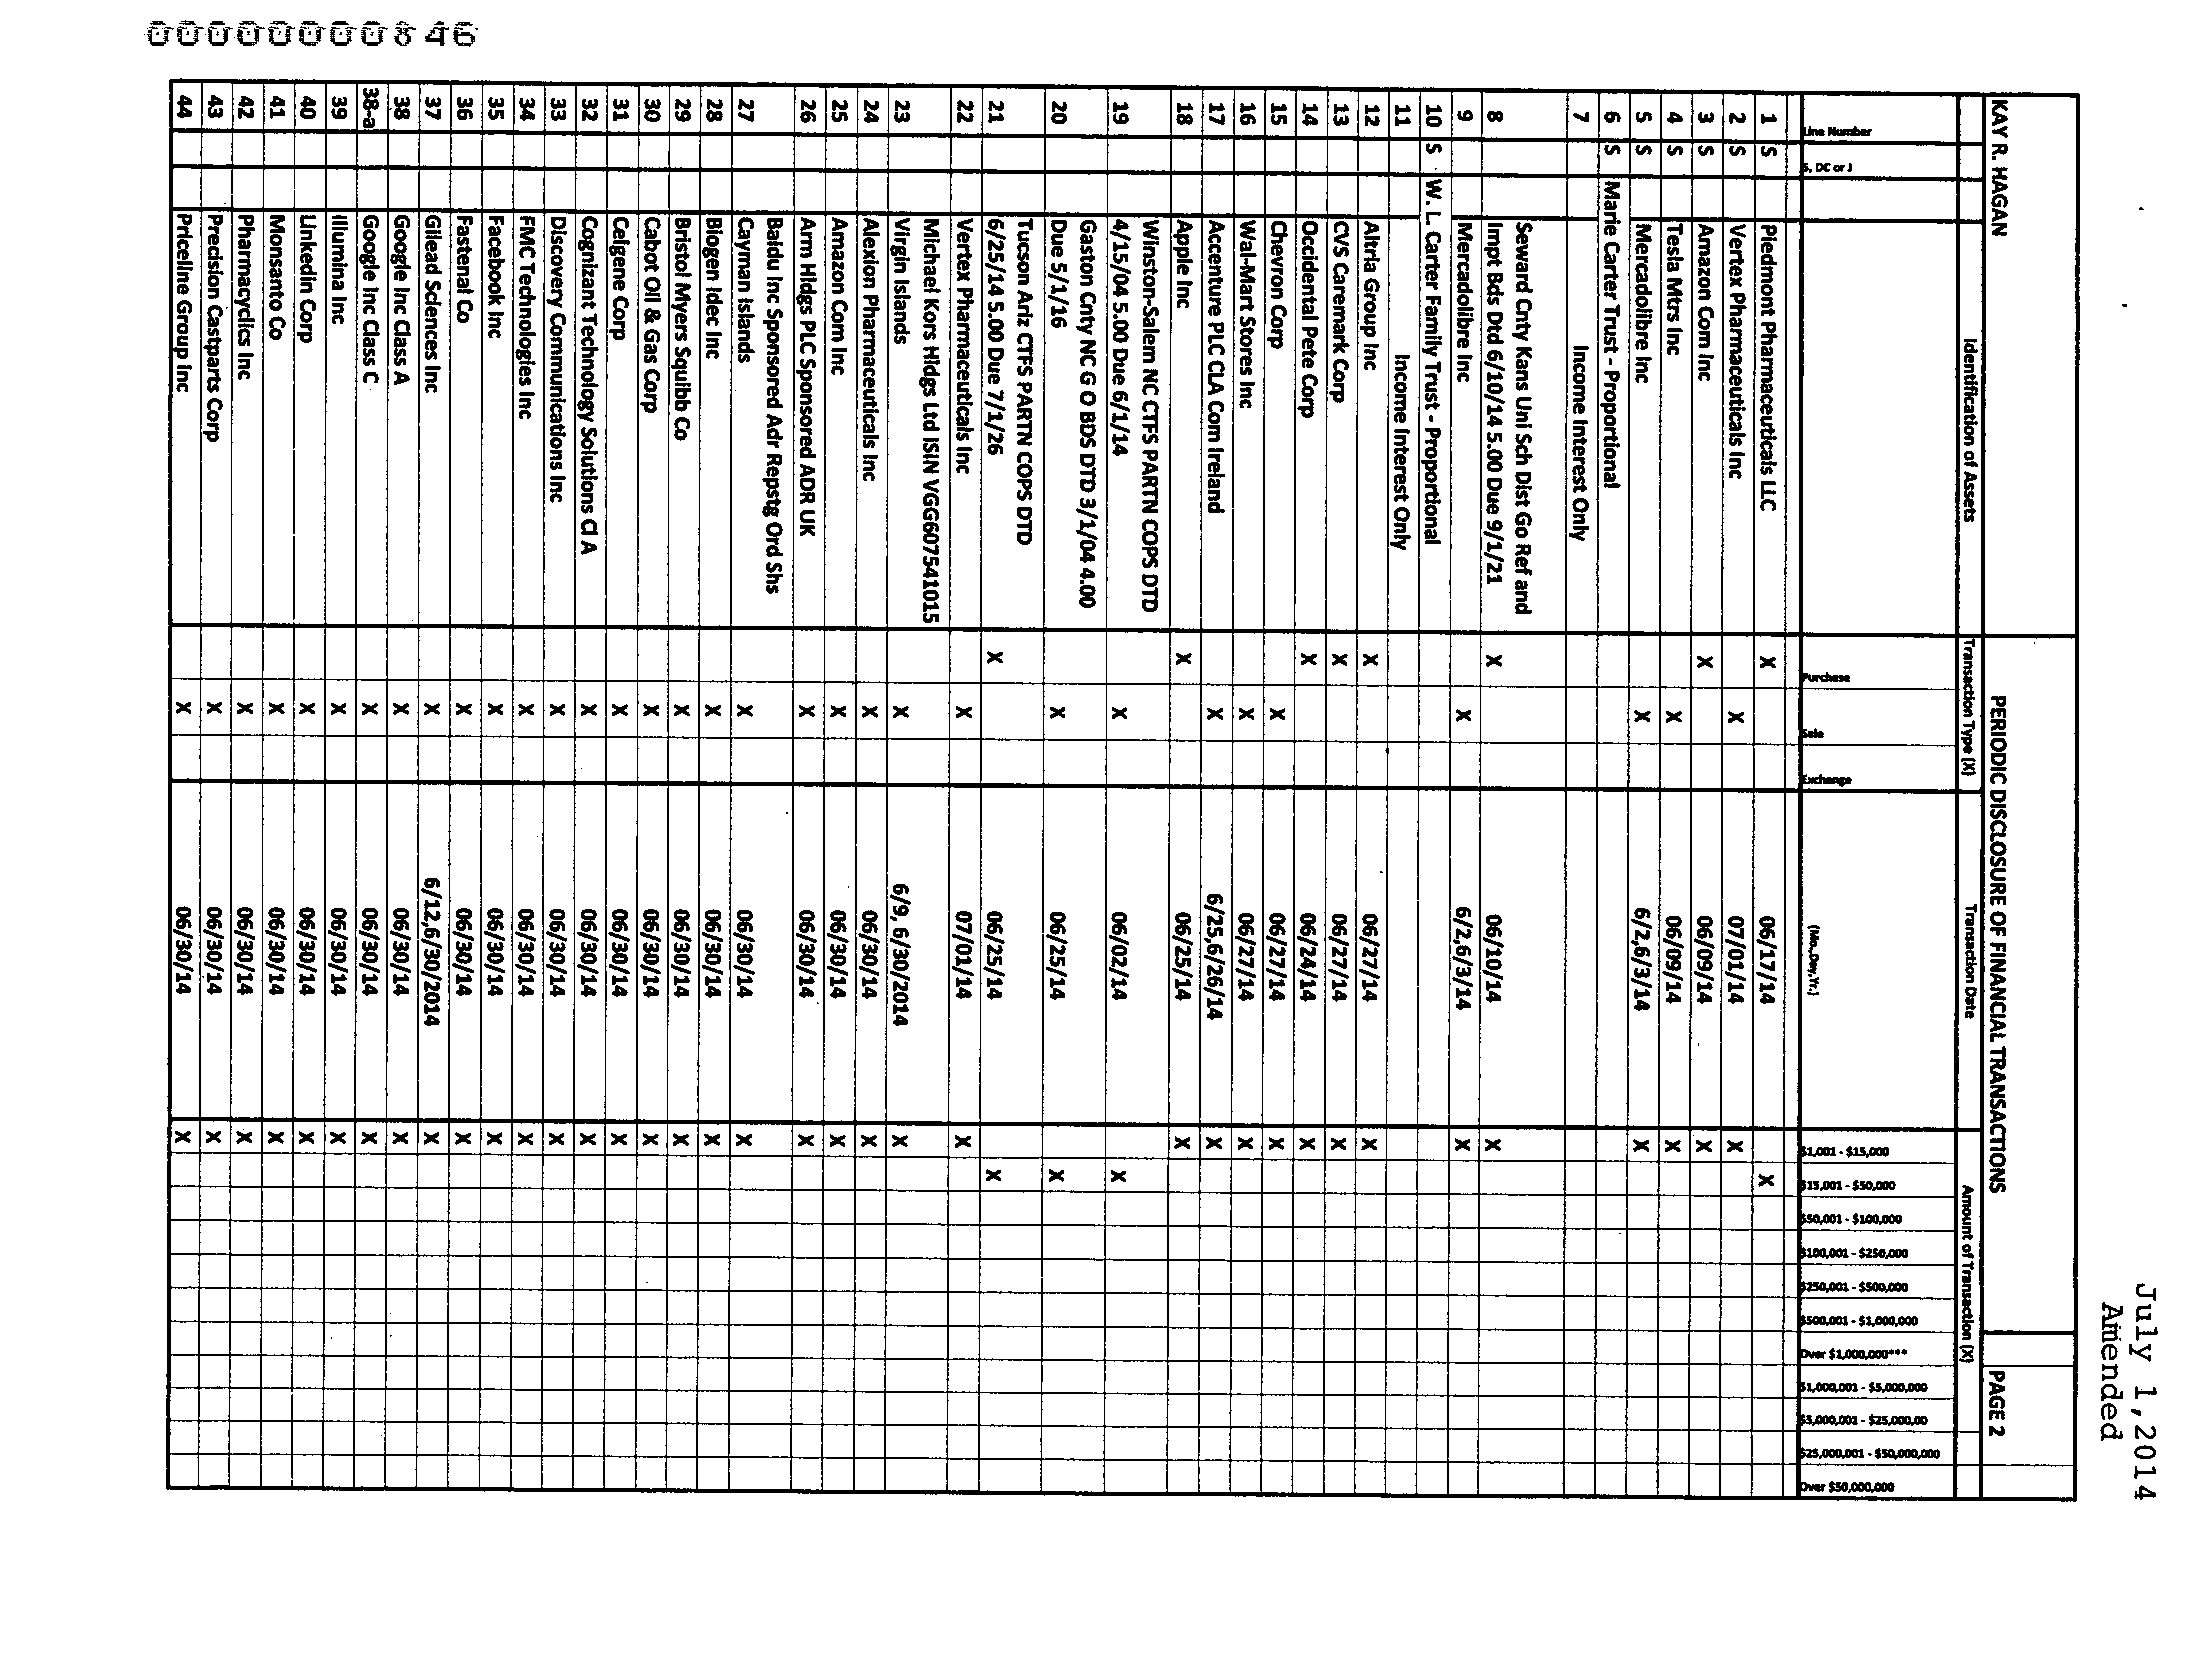 July 1,2014
Amended
KAY R. HAGAN PERIODIC DISCLOSURE OF FINANCIAL TRANSACTIONS PAGE 2
Identification of Assets Transaction Type (X) Transaction Date Amount of Transaction (X)
Line Number S, DC or J Purchase Sale Exchange (Mo.,Day,Yr.) $1,001 - $15,000 $15,001 - $50,000 $50,001 - $100,000 $100,001 - $250,000 $250,001 - $500,000 $500,001 - $1,000,000 Over $1,000,000*** $1,000,001 - $5,000,000 $5,000,001 - $25,000,00 $25,000,001 - $50,000,000 Over $50,000,000
1 S Piedmont Pharmaceuticals LLC X 06/17/14 X
2 S Vertex Pharmaceuticals Inc X 07/01/14 X
3 S Amazon Com Inc X 06/09/14 X
4 S Tesla Mtrs Inc X 06/09/14 X
5 S Mercadolibre Inc X 6/2,6/3/14 X
6 S Marie Carter Trust - Proportional
7 Income Interest Only
Seward Cnty Kans Uni Sch Dist Go Ref and
8 Impt Bds Dtd 6/10/14 5.00 Due 9/1/21 X 06/10/14 X
9 Mercadolibre Inc X 6/2,6/3/14 X
10 S W. L. Carter Family Trust - Proportional
11 Income Interest Only
12 Altria Group Inc X 06/27/14 X
13 CVS Caremark Corp X 06/27/14 X
14 Occidental Pete Corp X 06/24/14 X
15 Chevron Corp X 06/27/14 X
16 Wal-Mart Stores Inc X 06/27/14 X
17 Accenture PLC CLA Com Ireland X 6/25,6/26/14 X
18 Apple Inc X 06/25/14 X
Winston-Salem NC CTFS PARTN COPS DTD
19 4/15/04 5.00 Due 6/1/14 X 06/02/14 X
Gaston Cnty NC G O BDS DTD 3/1/04 4.00
20 Due 5/1/16 X 06/25/14 X
Tucson Ariz CTFS PARTN COPS DTD
21 6/25/14 5.00 Due 7/1/26 X 06/25/14 X
22 Vertex Pharmaceuticals Inc X 07/01/14 X
Michael Kors Hldgs Ltd ISIN VGG607541015
23 Virgin Islands X 6/9, 6/30/2014 X
24 Alexion Pharmaceuticals Inc X 06/30/14 X
25 Amazon Com Inc X 06/30/14 X
26 Arm Hldgs PLC Sponsored ADR UK X 06/30/14 X
Baidu Inc Sponsored Adr Repstg Ord Shs
27 Cayman Islands X 06/30/14 X
28 Biogen Idec Inc X 06/30/14 X
29 Bristol Myers Squibb Co X 06/30/14 X
30 Cabot Oil & Gas Corp X 06/30/14 X
31 Celgene Corp X 06/30/14 X
32 Cognizant Technology Solutions Cl A X 06/30/14 X
33 Discovery Communications Inc X 06/30/14 X
34 FMC Technologies Inc X 06/30/14 X
35 Facebook Inc X 06/30/14 X
36 Fastenal Co X 06/30/14 X
37 Gilead Sciences Inc X 6/12,6/30/2014 X
38 Google Inc Class A X 06/30/14 X
38-a Google Inc Class C X 06/30/14 X
39 Illumina Inc X 06/30/14 X
40 Linkedin Corp X 06/30/14 X
41 Monsanto Co X 06/30/14 X
42 Pharmacyclics Inc X 06/30/14 X
43 Precision Castparts Corp X 06/30/14 X
44 Priceline Group Inc X 06/30/14 X
00000000846